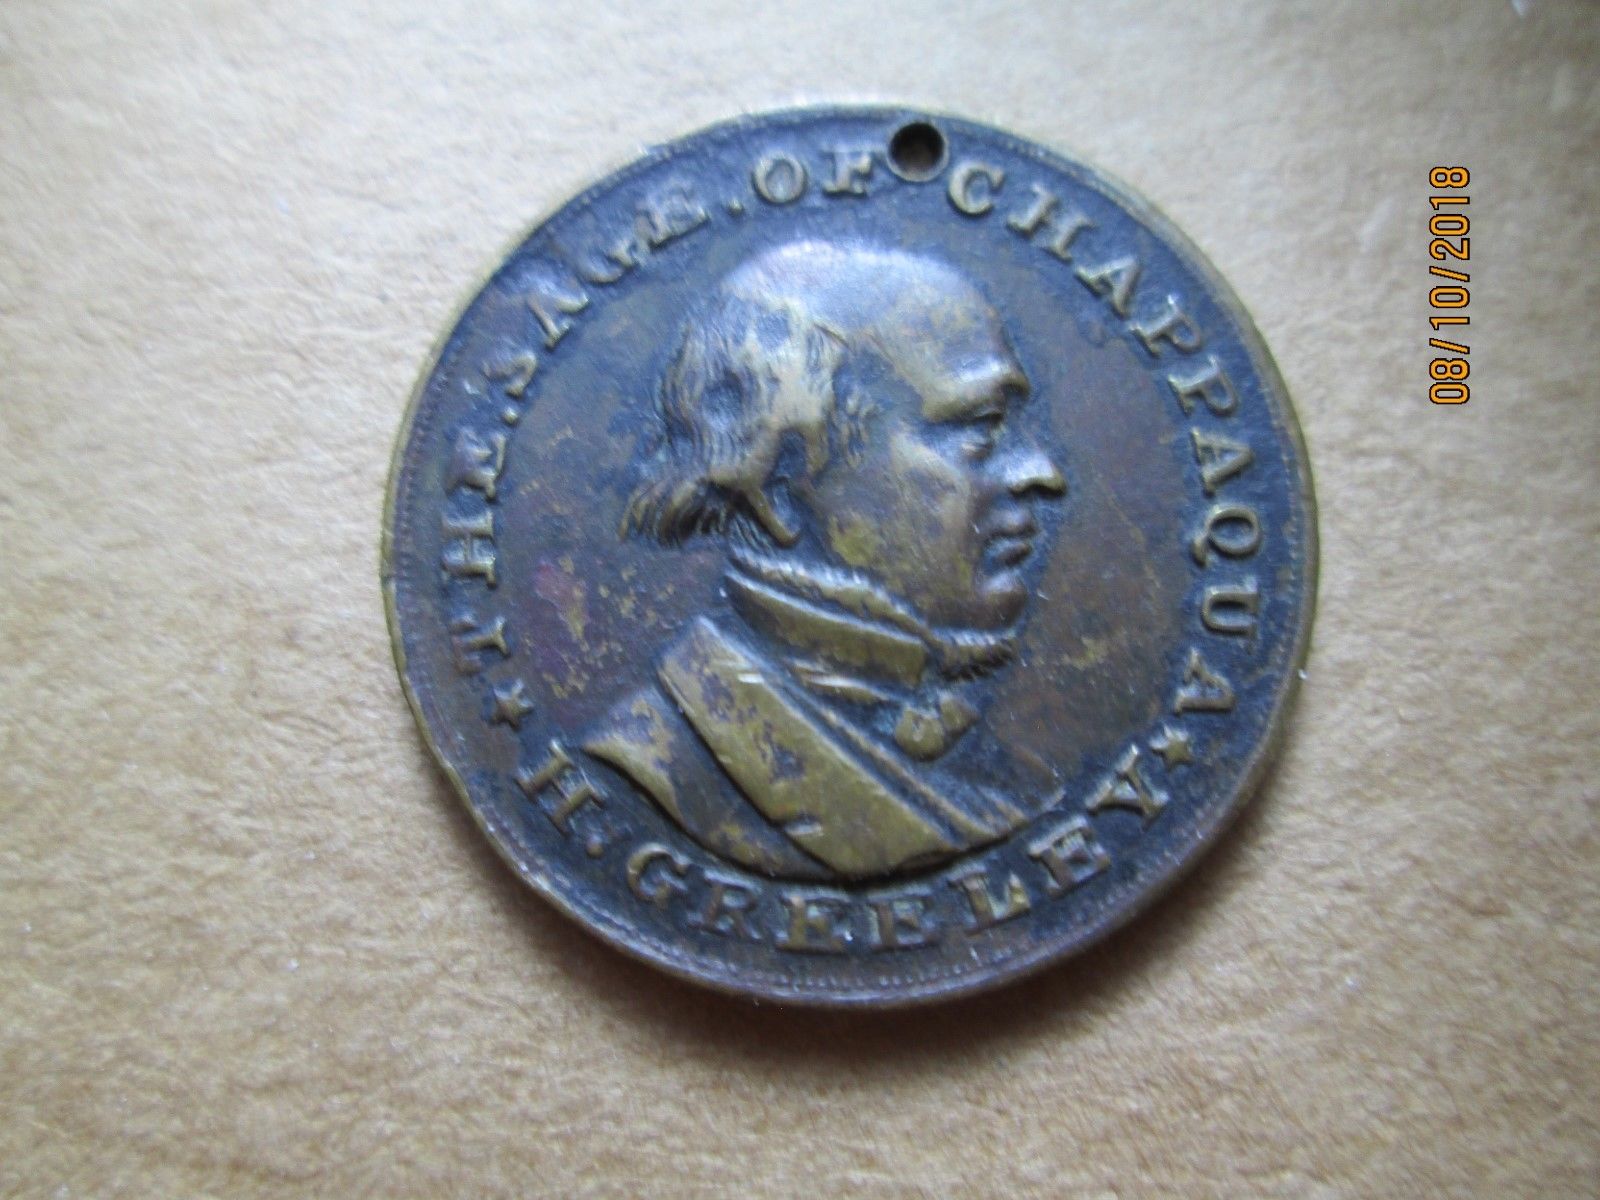 THE. SAGE. OF CHAPPAQUA
★ H. GREELEY ★
08/10/2018